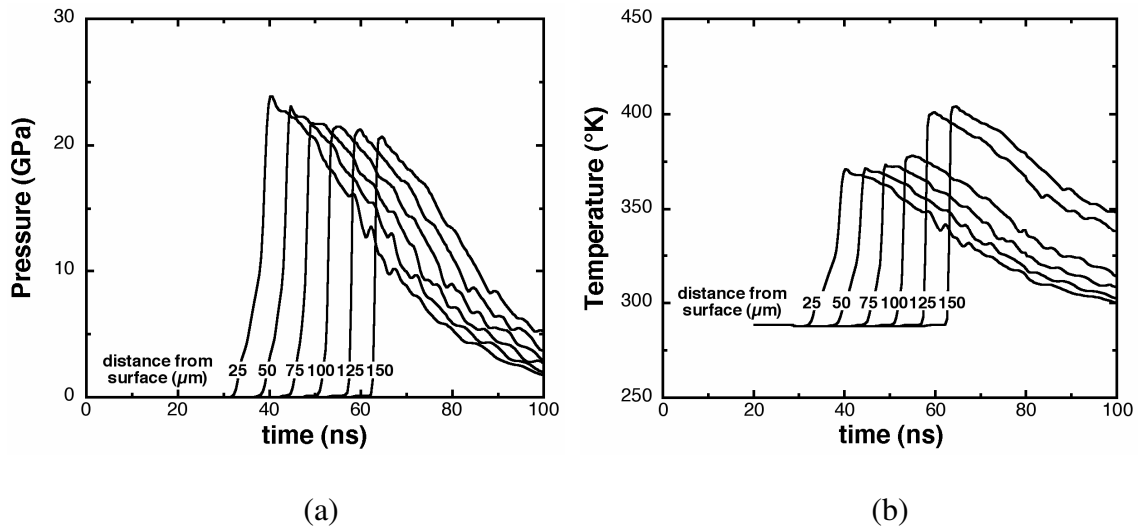 30
20
10
0
Pressure (GPa)
distance from
surface (µm)
25 50 75 100 125 150
0 20 40 60 80 100
time (ns)
(a)
450
400
350
300
250
Temperature (°K)
distance from
surface (µm)
25 50 75 100 125 150
0 20 40 60 80 100
time (ns)
(b)